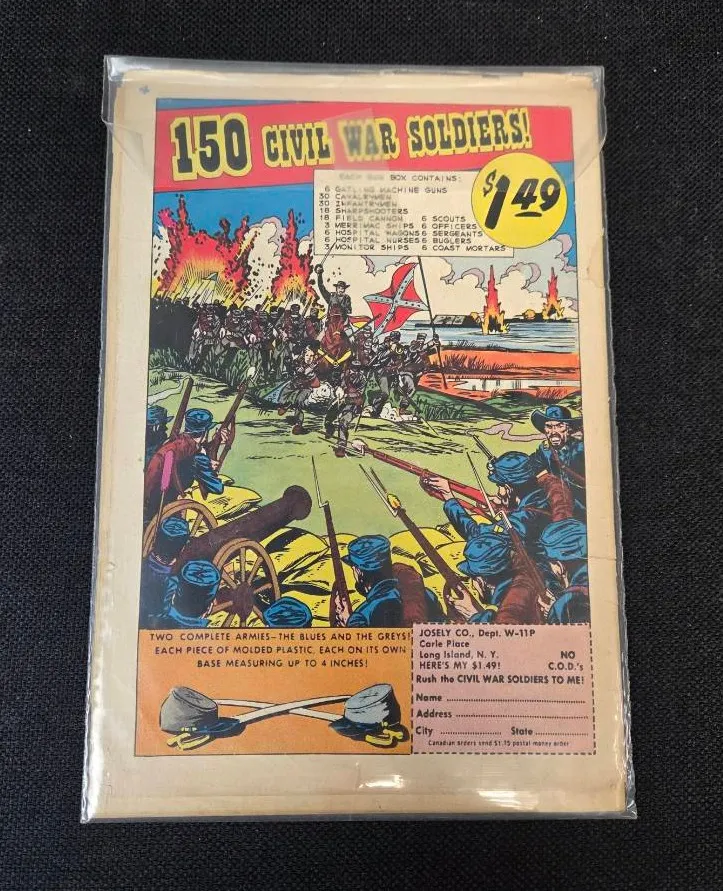 150 CIVIL WAR SOLDIERS!
$1.49
BOX CONTAINS:
6 GATLING MACHINE GUNS
30 CAVALRYMEN
30 INFANTRYMEN
18 SHARPSHOOTERS
18 FIELD CANNON 6 SCOUTS
3 MERRIMAC SHIPS 6 OFFICERS
6 HOSPITAL WAGONS 6 SERGEANTS
6 HOSPITAL NURSES 6 BUGLERS
3 MONITOR SHIPS 6 COAST MORTARS
TWO COMPLETE ARMIES—THE BLUES AND THE GREYS!
EACH PIECE OF MOLDED PLASTIC, EACH ON ITS OWN
BASE MEASURING UP TO 4 INCHES!
JOSELY CO., Dept. W-11P
Carle Place
Long Island, N. Y. NO
HERE'S MY $1.49! C.O.D.'s
Rush the CIVIL WAR SOLDIERS TO ME!
Name
Address
City State
Canadian orders send $1.75 postal money order